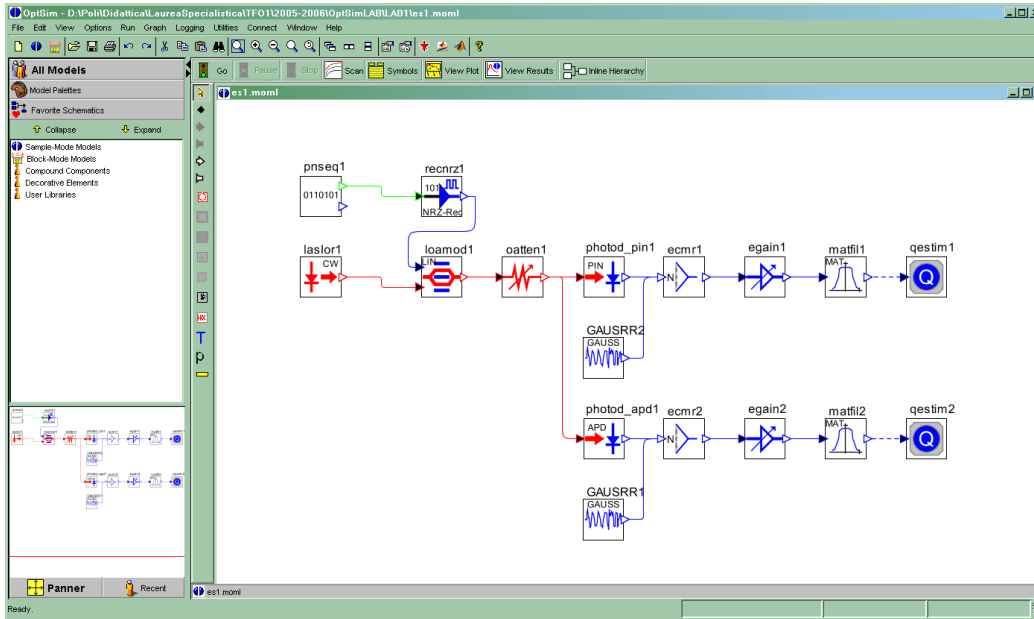 OptSim - D:\Poli\Didattica\LaureaSpecialistica\TFO1\2005-2006\OptSimLAB\LAB1\es1.moml
File Edit View Options Run Graph Logging Utilities Connect Window Help
All Models
Go Pause Stop Scan Symbols View Plot View Results Inline Hierarchy
Model Palettes
es1.moml
Favorite Schematics
Collapse Expand
Sample-Mode Models
Block-Mode Models
Compound Components
Decorative Elements
User Libraries
pnseq1 recnrz1
0110101 101
NRZ-Rec
laslor1 loamod1 oatten1 photod_pin1 ecmr1 egain1 matfil1 qestim1
CW LIN PIN N MAT Q
GAUSRR2
GAUSS
photod_apd1 ecmr2 egain2 matfil2 qestim2
APD N MAT Q
GAUSRR1
GAUSS
T
p
Panner Recent
es1.moml
Ready.